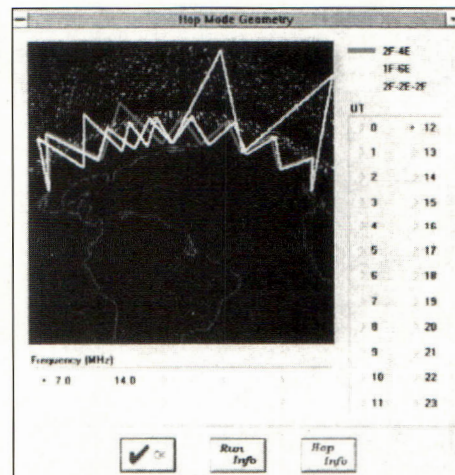 Hop Mode Geometry
2F-4E
1F-6E
2F-2E-2F
UT
0 12
1 13
2 14
3 15
4 16
5 17
6 18
7 19
8 20
9 21
10 22
11 23
Frequency (MHz)
7.0 14.0
OK
Run Info
Hop Info